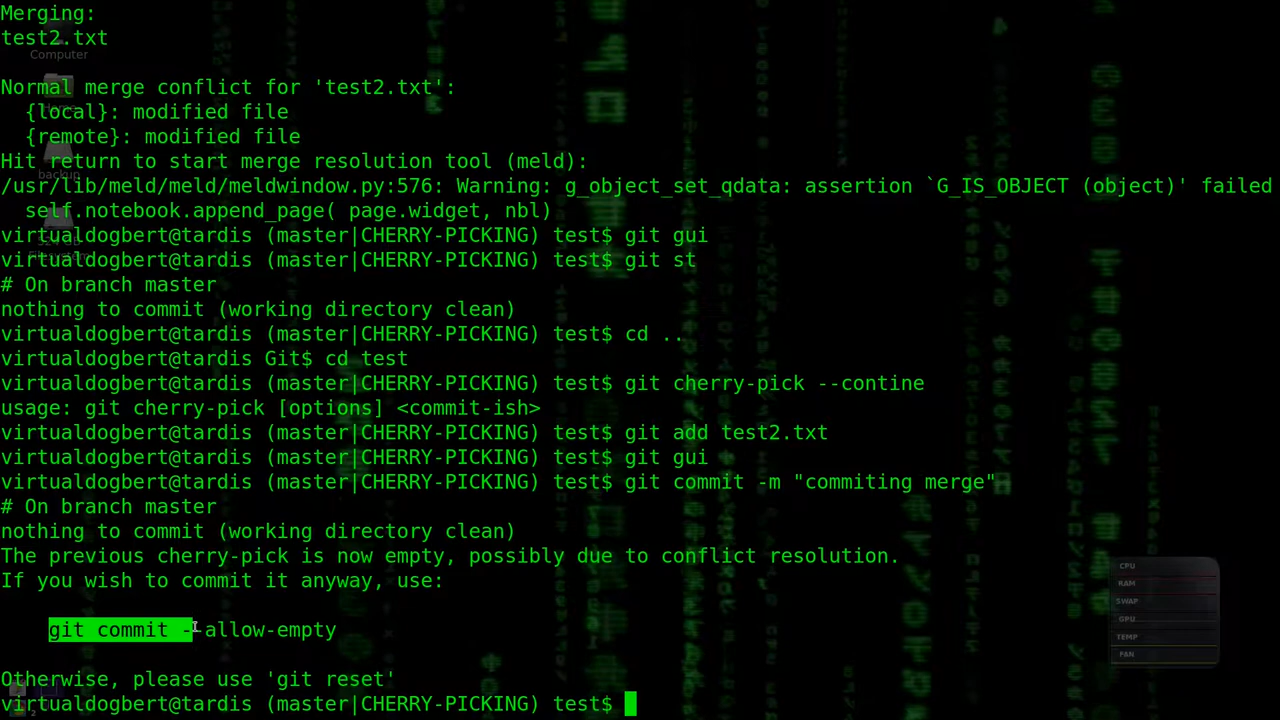 Merging:
test2.txt
Computer
Normal merge conflict for 'test2.txt':
{local}: modified file
{remote}: modified file
Hit return to start merge resolution tool (meld):
backup
/usr/lib/meld/meld/meldwindow.py:576: Warning: g_object_set_qdata: assertion `G_IS_OBJECT (object)' failed
self.notebook.append_page( page.widget, nbl)
virtualdogbert@tardis (master|CHERRY-PICKING) test$ git gui
virtualdogbert@tardis (master|CHERRY-PICKING) test$ git st
# On branch master
nothing to commit (working directory clean)
virtualdogbert@tardis (master|CHERRY-PICKING) test$ cd ..
virtualdogbert@tardis Git$ cd test
virtualdogbert@tardis (master|CHERRY-PICKING) test$ git cherry-pick --contine
usage: git cherry-pick [options] <commit-ish>
virtualdogbert@tardis (master|CHERRY-PICKING) test$ git add test2.txt
virtualdogbert@tardis (master|CHERRY-PICKING) test$ git gui
virtualdogbert@tardis (master|CHERRY-PICKING) test$ git commit -m "commiting merge"
# On branch master
nothing to commit (working directory clean)
The previous cherry-pick is now empty, possibly due to conflict resolution.
If you wish to commit it anyway, use:
git commit --allow-empty
Otherwise, please use 'git reset'
virtualdogbert@tardis (master|CHERRY-PICKING) test$
CPU
RAM
SWAP
GPU
TEMP
FAN